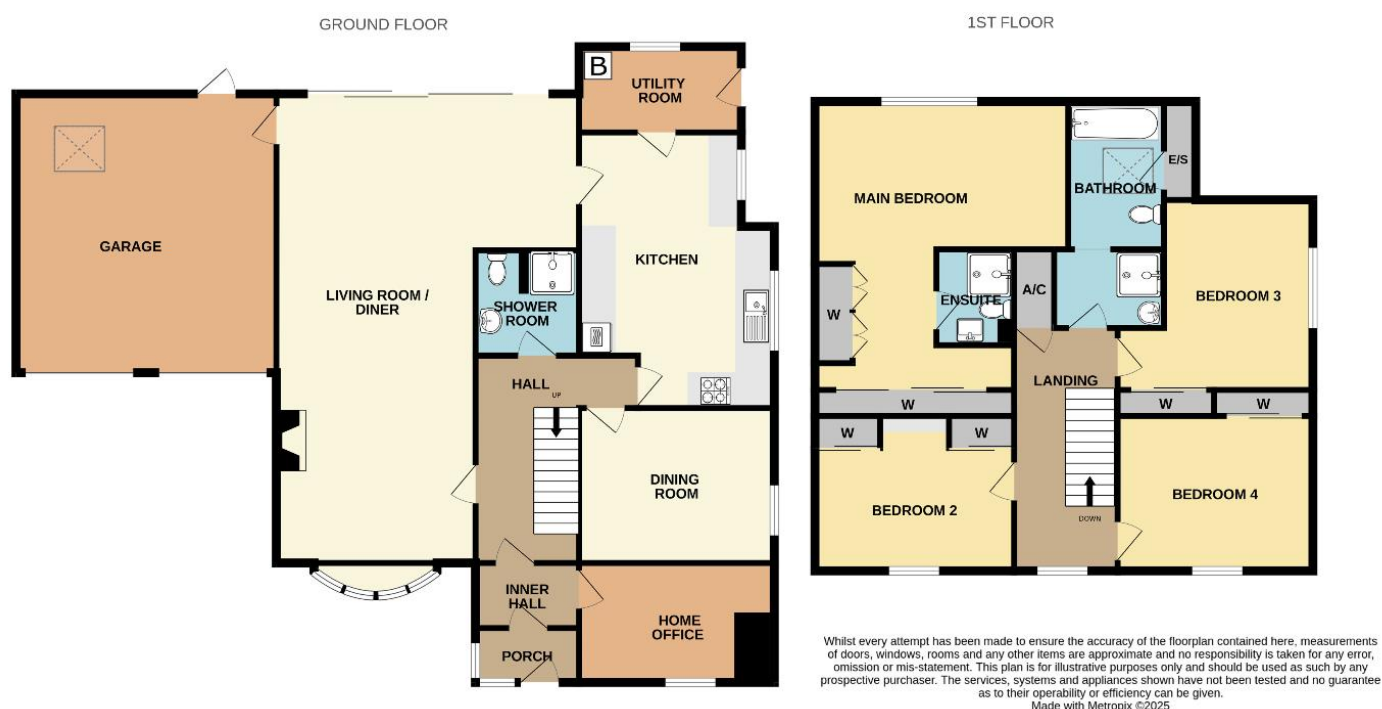 GROUND FLOOR
1ST FLOOR
B
UTILITY
ROOM
GARAGE
KITCHEN
LIVING ROOM /
DINER
SHOWER
ROOM
HALL
UP
DINING
ROOM
INNER
HALL
HOME
OFFICE
PORCH
E/S
BATHROOM
MAIN BEDROOM
A/C
ENSUITE
BEDROOM 3
W
LANDING
W
W
W
W
W
BEDROOM 2
BEDROOM 4
DOWN
Whilst every attempt has been made to ensure the accuracy of the floorplan contained here, measurements
of doors, windows, rooms and any other items are approximate and no responsibility is taken for any error,
omission or mis-statement. This plan is for illustrative purposes only and should be used as such by any
prospective purchaser. The services, systems and appliances shown have not been tested and no guarantee
as to their operability or efficiency can be given.
Made with Metropix ©2025